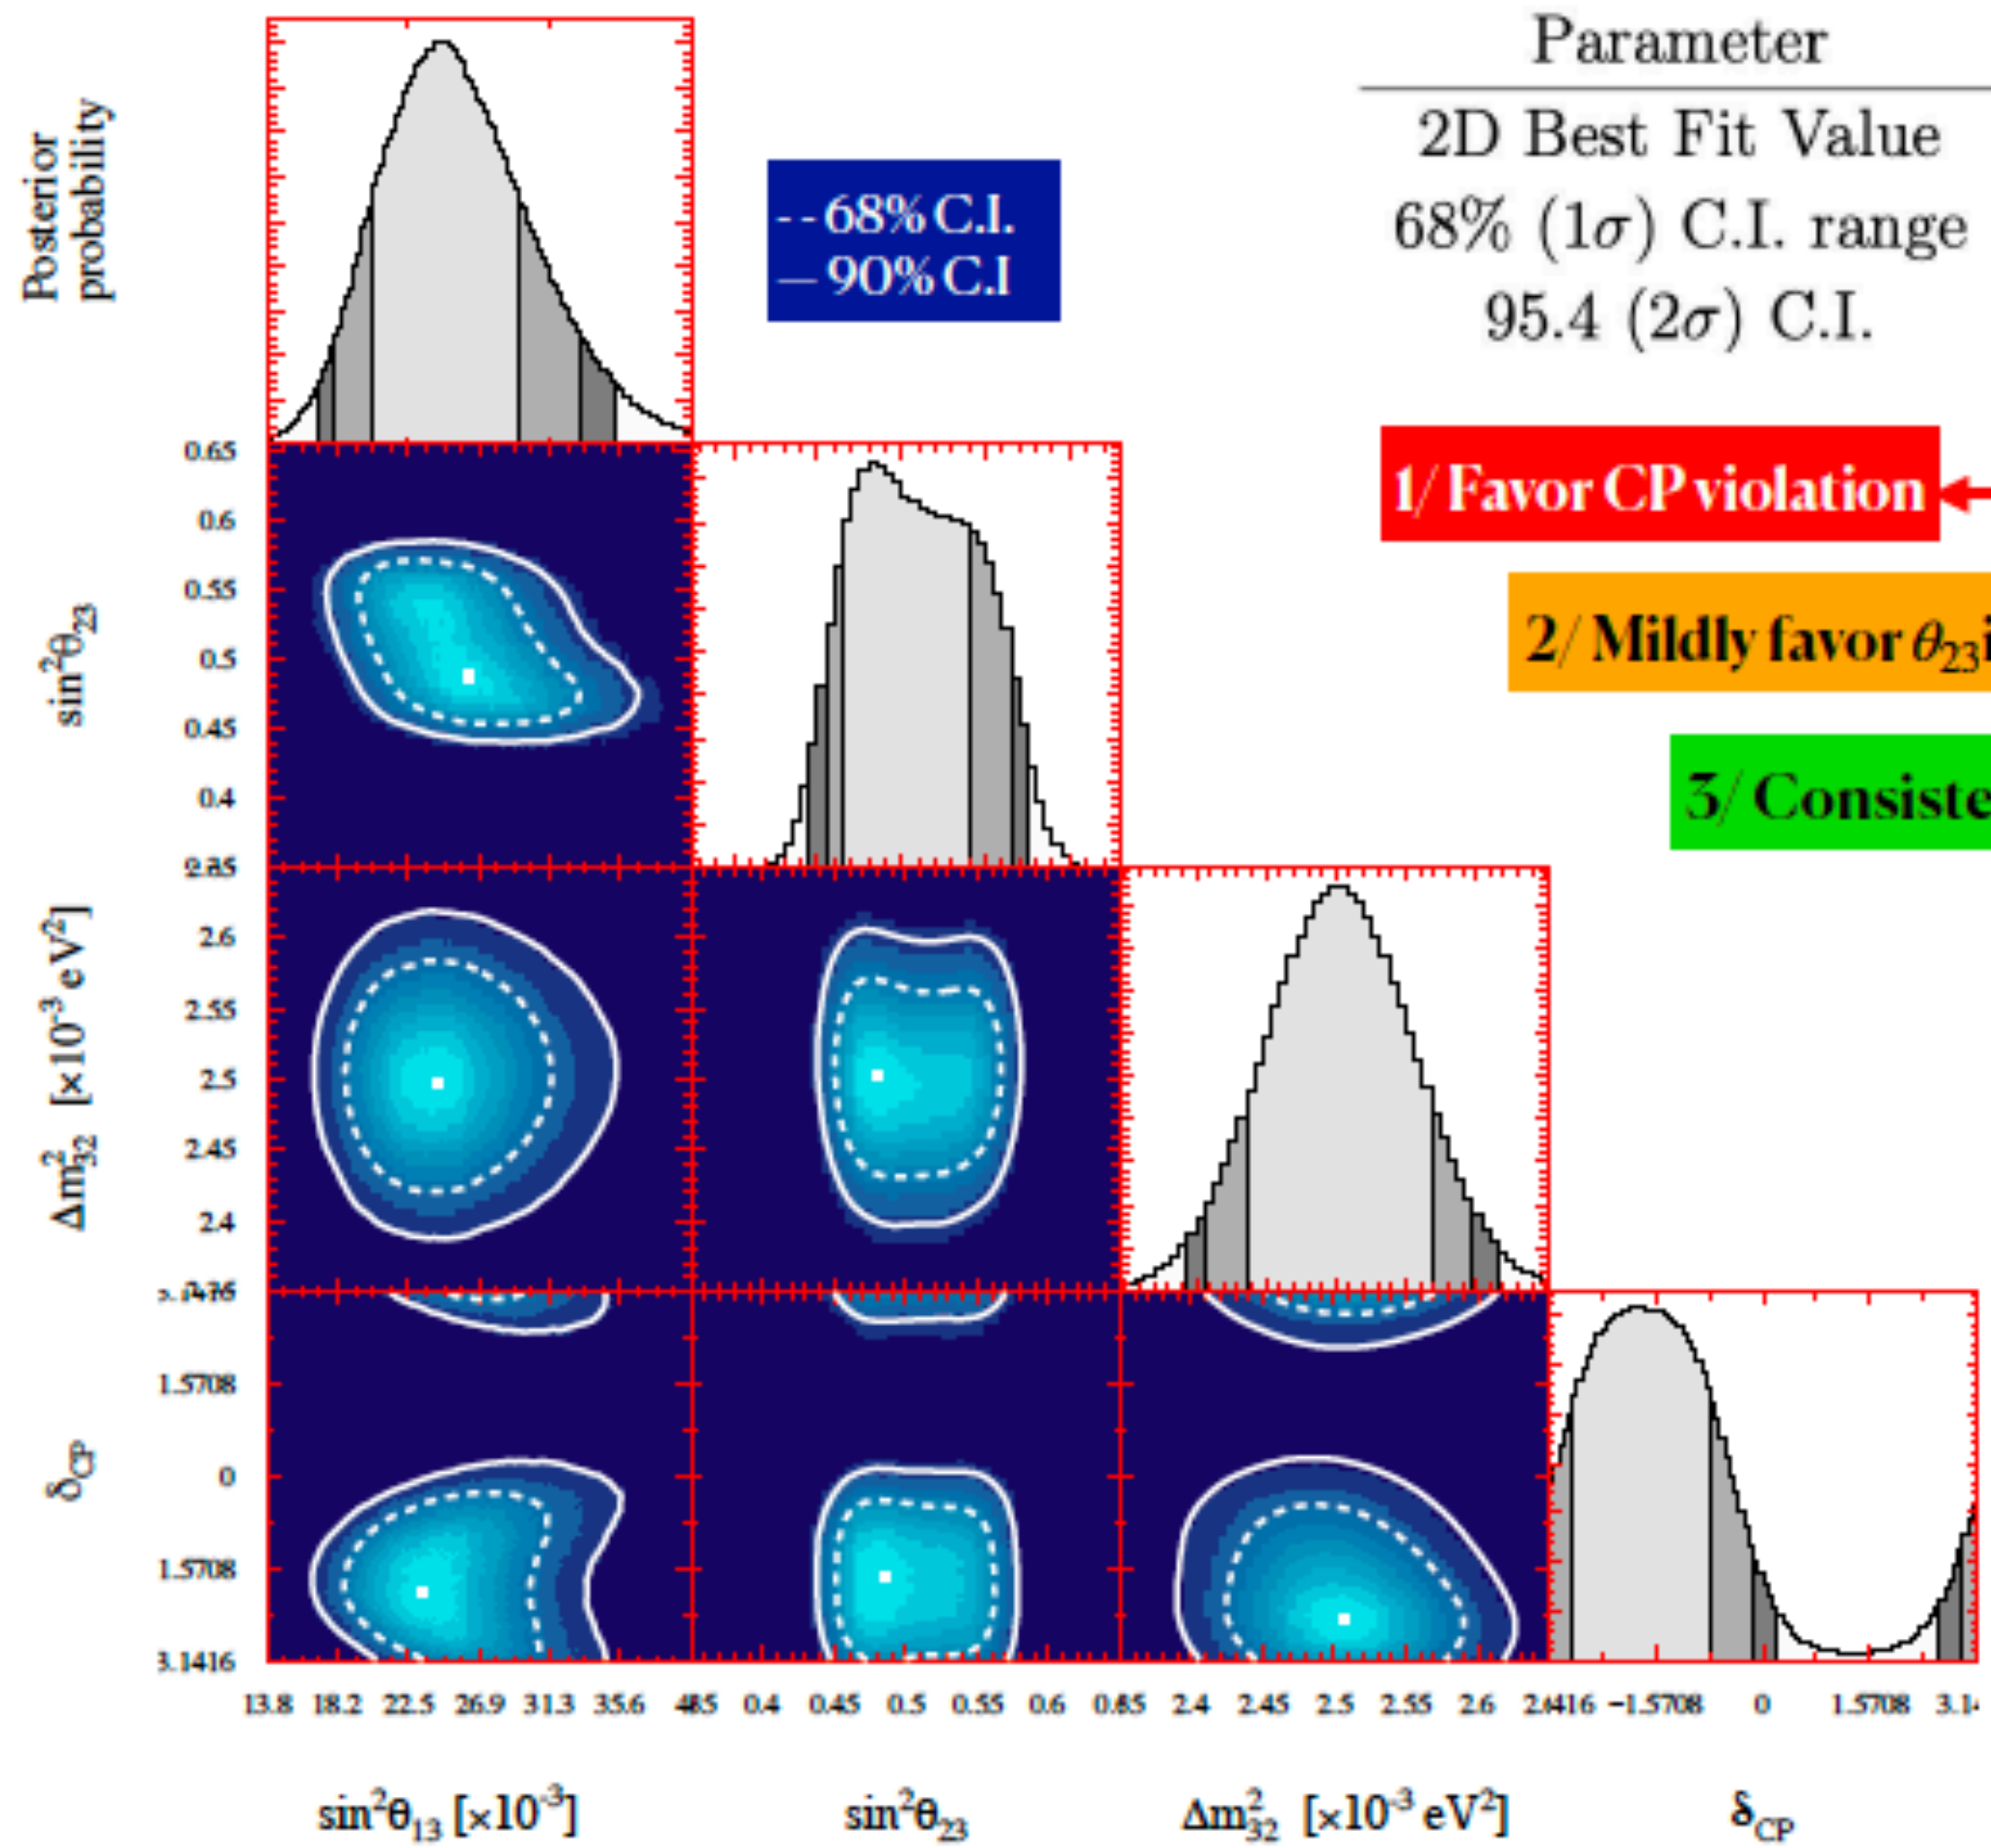 Posterior
probability
--68% C.I.
—90% C.I
Parameter
2D Best Fit Value
68% (1σ) C.I. range
95.4 (2σ) C.I.
1/ Favor CP violation
2/ Mildly favor θ₂₃i
3/ Consiste
sin²θ₂₃
0.65
0.6
0.55
0.5
0.45
0.4
Δm²₃₂ [×10⁻³ eV²]
2.6
2.55
2.5
2.45
2.4
δ_CP
1.5708
0
1.5708
3.1416
13.8 18.2 22.5 26.9 31.3 35.6 0.4 0.45 0.5 0.55 0.6 2.4 2.45 2.5 2.55 2.6 −1.5708 0 1.5708 3.14
sin²θ₁₃ [×10⁻³] sin²θ₂₃ Δm²₃₂ [×10⁻³ eV²] δ_CP